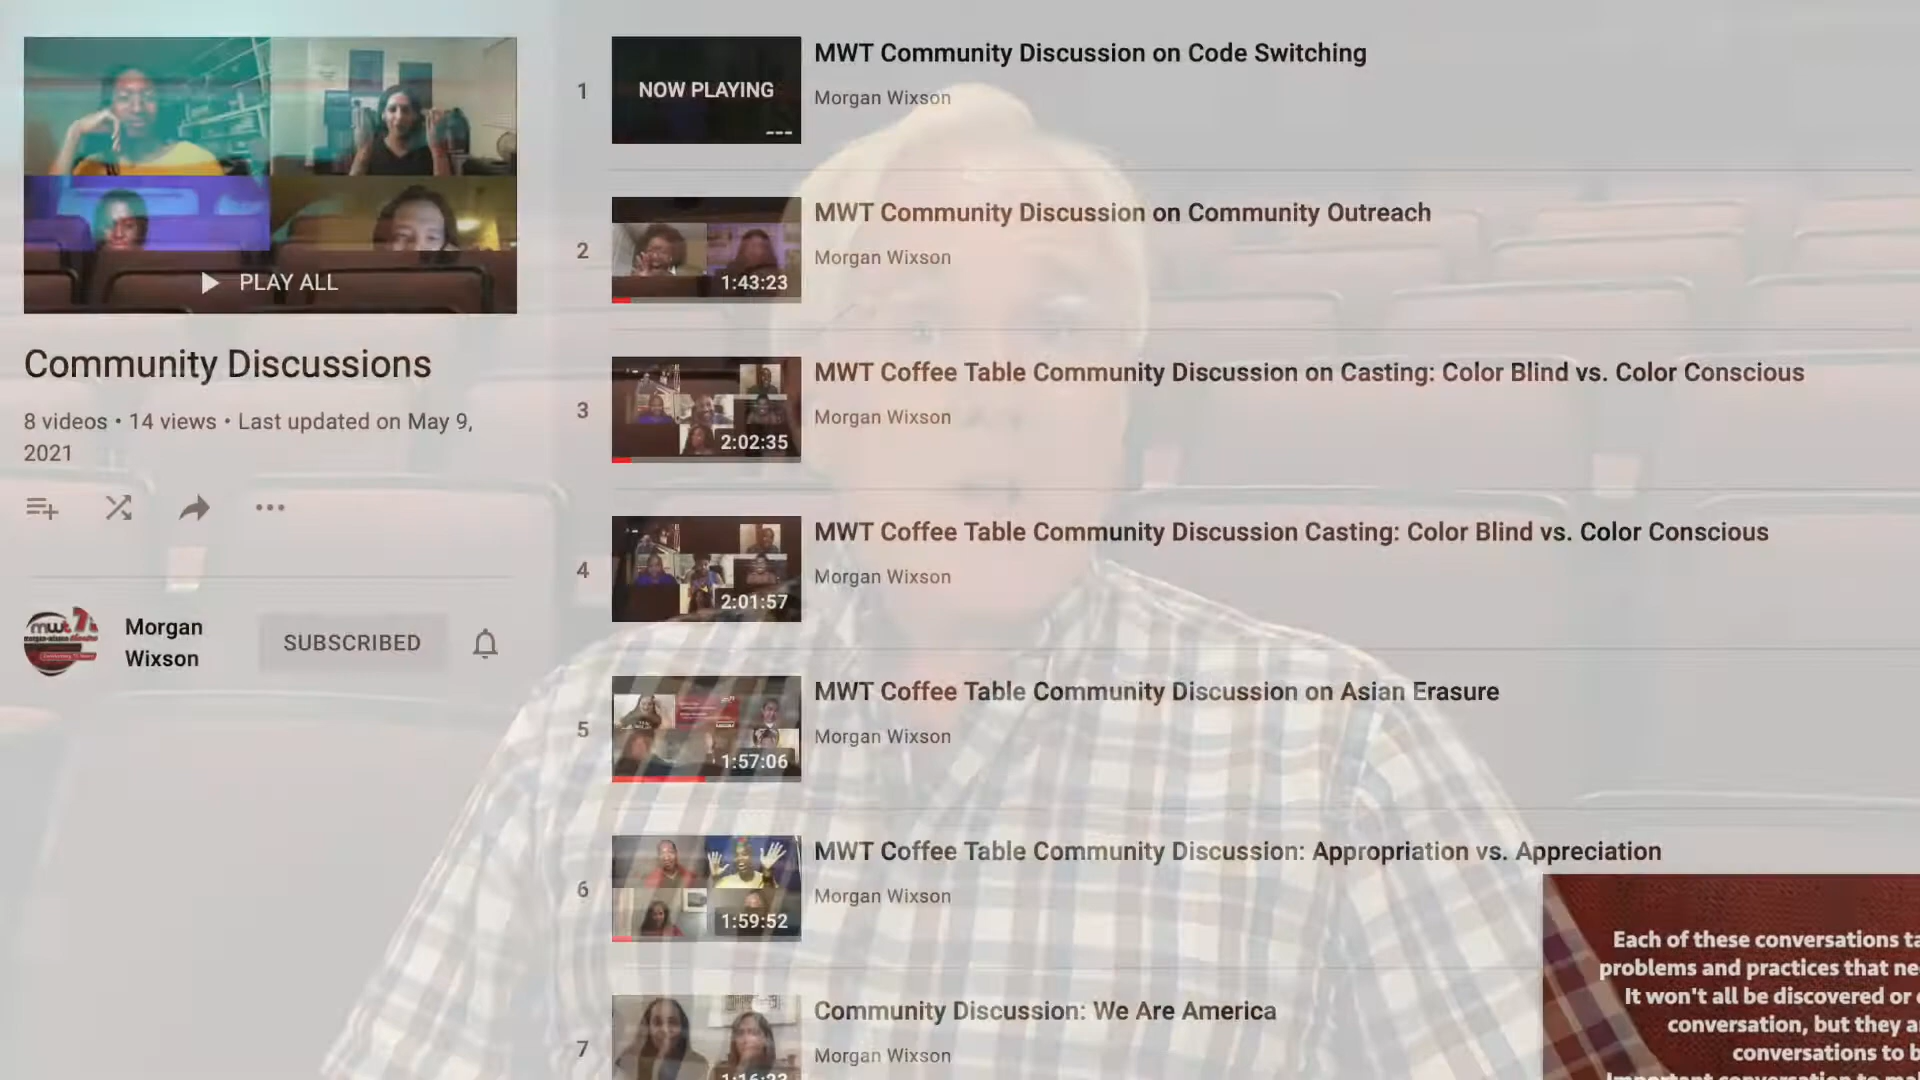 PLAY ALL
Community Discussions
8 videos • 14 views • Last updated on May 9,
2021
mwt
Morgan
Wixson
SUBSCRIBED
1
NOW PLAYING
MWT Community Discussion on Code Switching
Morgan Wixson
2
1:43:23
MWT Community Discussion on Community Outreach
Morgan Wixson
3
2:02:35
MWT Coffee Table Community Discussion on Casting: Color Blind vs. Color Conscious
Morgan Wixson
4
2:01:57
MWT Coffee Table Community Discussion Casting: Color Blind vs. Color Conscious
Morgan Wixson
5
1:57:06
MWT Coffee Table Community Discussion on Asian Erasure
Morgan Wixson
6
1:59:52
MWT Coffee Table Community Discussion: Appropriation vs. Appreciation
Morgan Wixson
7
Community Discussion: We Are America
Morgan Wixson
Each of these conversations
problems and practices that
It won't all be discovered or
conversation, but they
conversations to